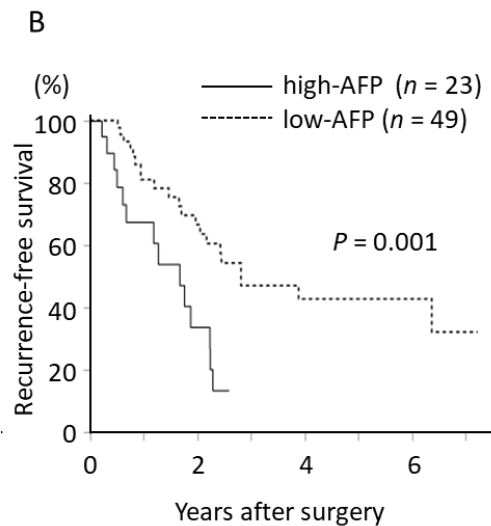 B
(%)
high-AFP (n = 23)
low-AFP (n = 49)
100
80
60
40
20
0
P = 0.001
Recurrence-free survival
0 2 4 6
Years after surgery